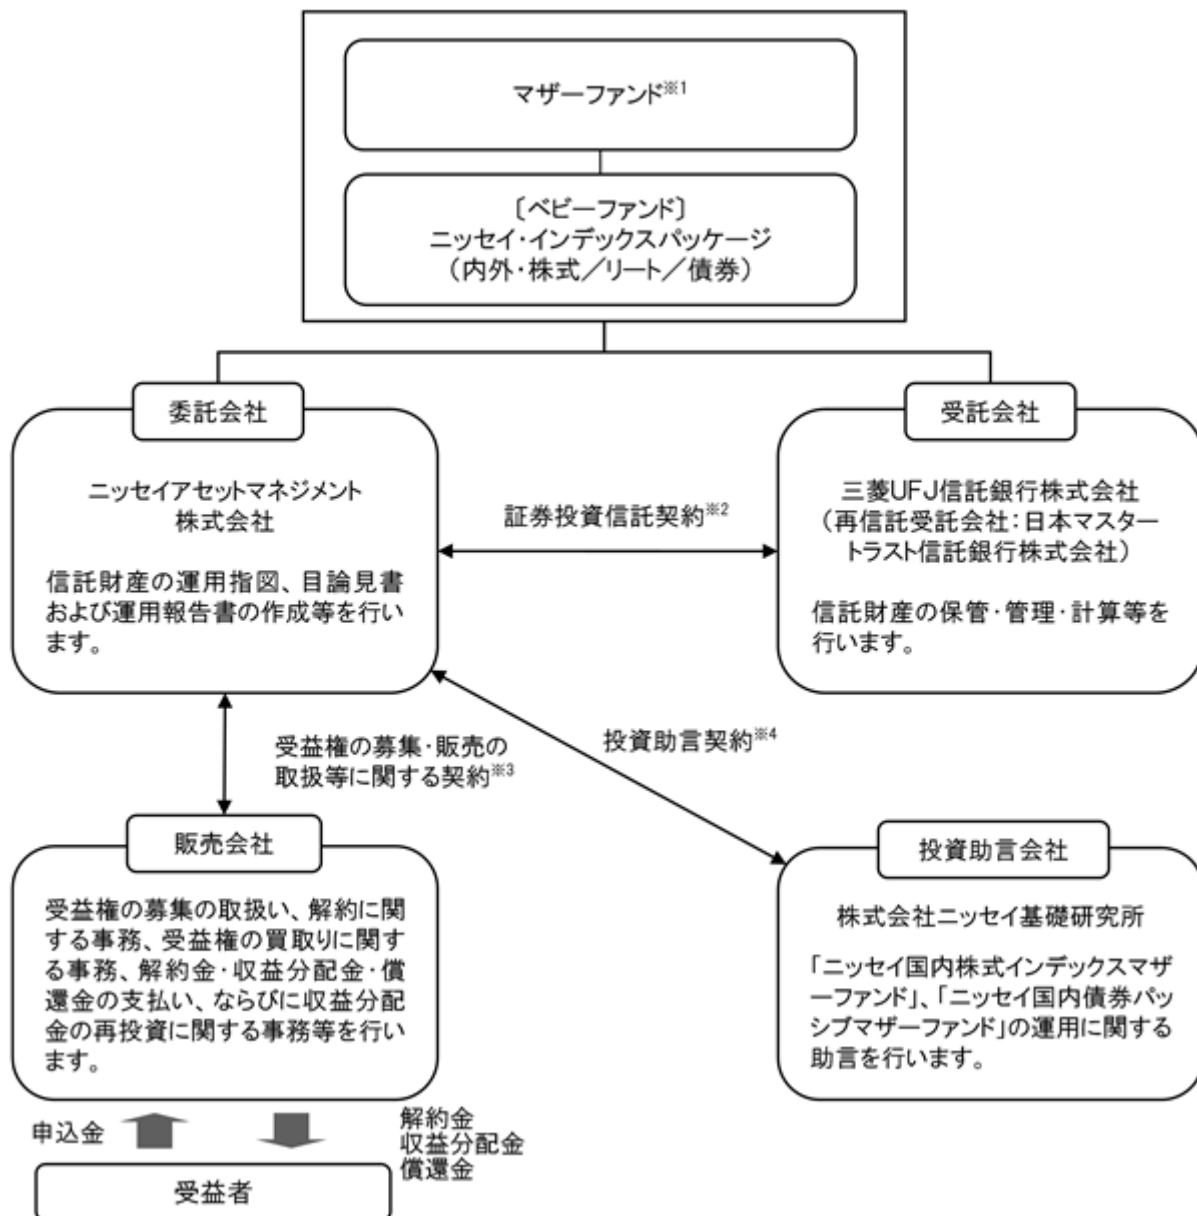 マザーファンド※1
〔ベビーファンド〕
ニッセイ・インデックスパッケージ
(内外・株式／リート／債券)
委託会社
ニッセイアセットマネジメント
株式会社
信託財産の運用指図、目論見書
および運用報告書の作成等を行い
ます。
証券投資信託契約※2
受託会社
三菱UFJ信託銀行株式会社
(再信託受託会社：日本マスター
トラスト信託銀行株式会社)
信託財産の保管・管理・計算等を
行います。
受益権の募集・販売の
取扱等に関する契約※3
投資助言契約※4
販売会社
受益権の募集の取扱い、解約に関
する事務、受益権の買取りに関す
る事務、解約金・収益分配金・償
還金の支払い、ならびに収益分配
金の再投資に関する事務等を行い
ます。
投資助言会社
株式会社ニッセイ基礎研究所
「ニッセイ国内株式インデックスマザ
ーファンド」、「ニッセイ国内債券パッ
シブマザーファンド」の運用に関する
助言を行います。
申込金
解約金
収益分配金
償還金
受益者